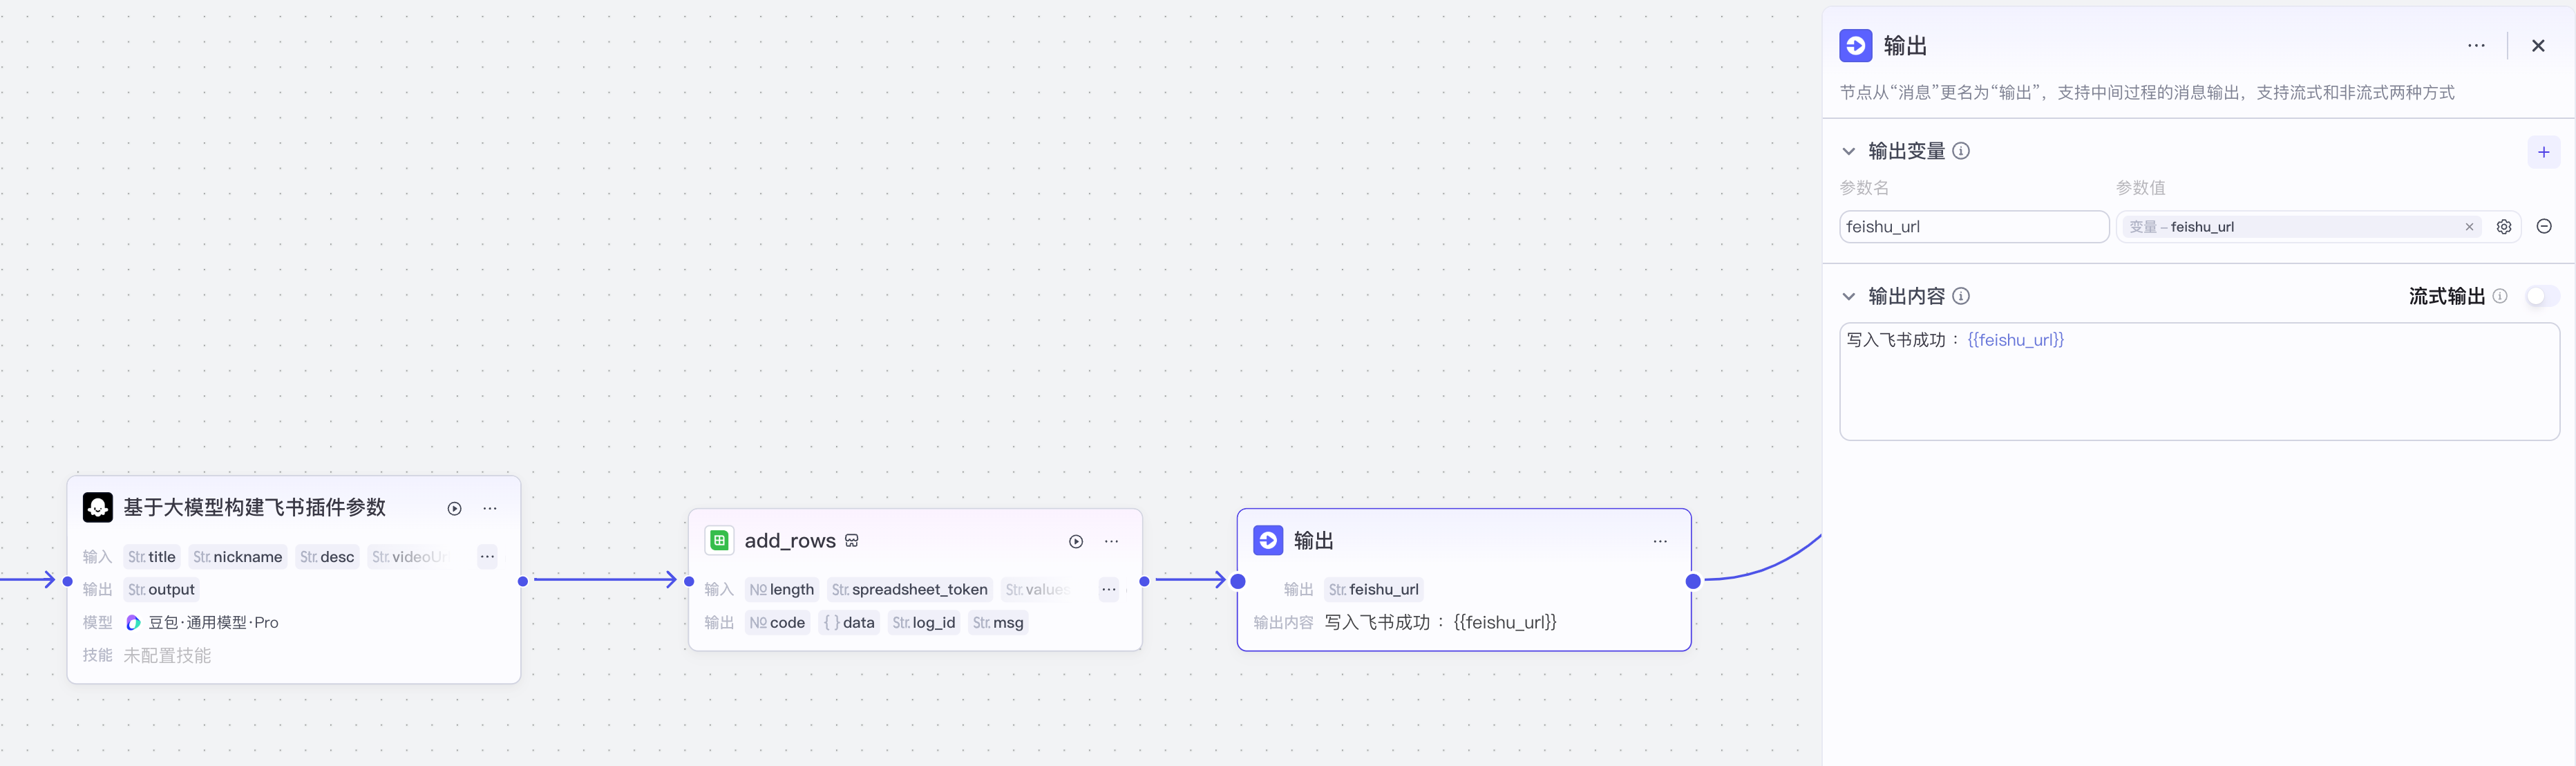 基于大模型构建飞书插件参数
输入 Str. title Str. nickname Str. desc Str. videoUr
输出 Str. output
模型 豆包·通用模型·Pro
技能 未配置技能
add_rows
输入 № length Str. spreadsheet_token Str. values
输出 № code { } data Str. log_id Str. msg
输出
输出 Str. feishu_url
输出内容 写入飞书成功： {{feishu_url}}
输出
节点从“消息”更名为“输出”，支持中间过程的消息输出，支持流式和非流式两种方式
输出变量
参数名 参数值
feishu_url 变量 – feishu_url
输出内容 流式输出
写入飞书成功： {{feishu_url}}